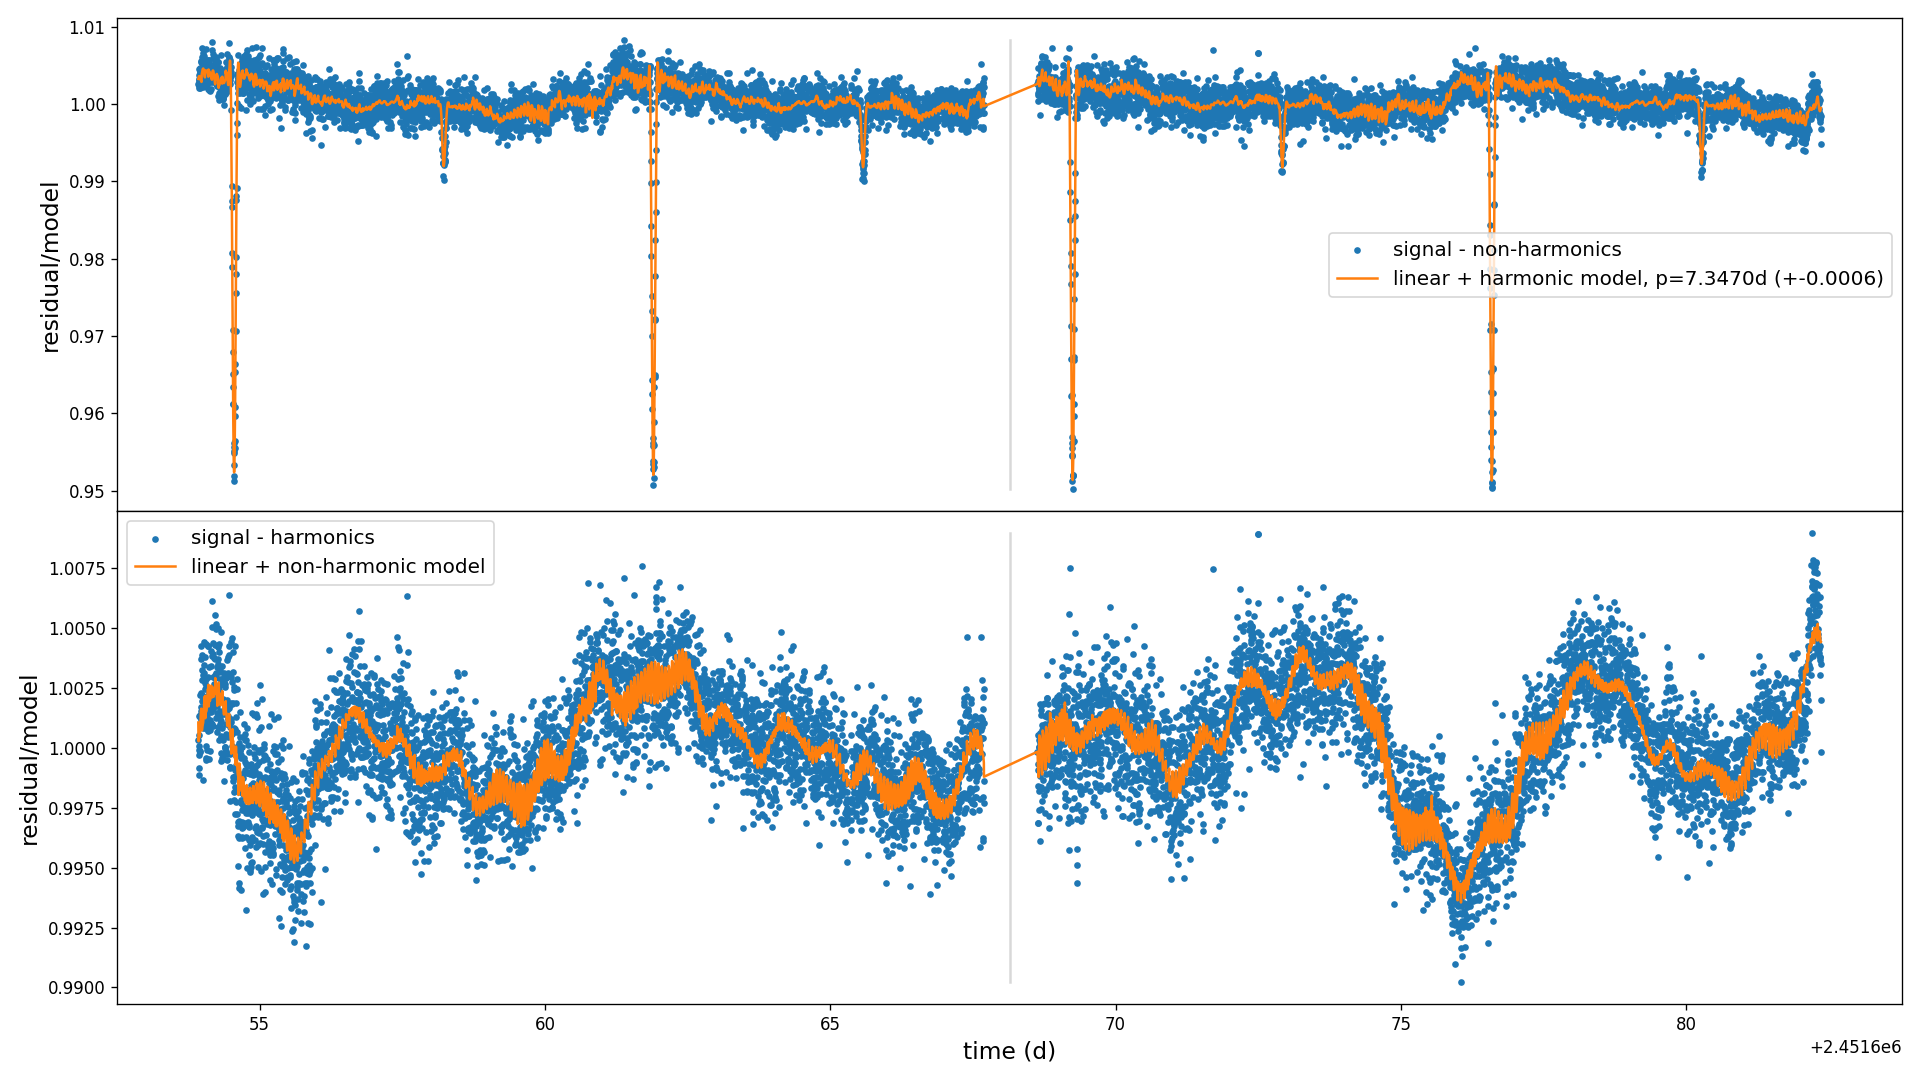 1.01
1.00
0.99
0.98
0.97
0.96
0.95
residual/model
signal - non-harmonics
linear + harmonic model, p=7.3470d (+-0.0006)
signal - harmonics
linear + non-harmonic model
1.0075
1.0050
1.0025
1.0000
0.9975
0.9950
0.9925
0.9900
residual/model
55
60
65
70
75
80
time (d)
+2.4516e6